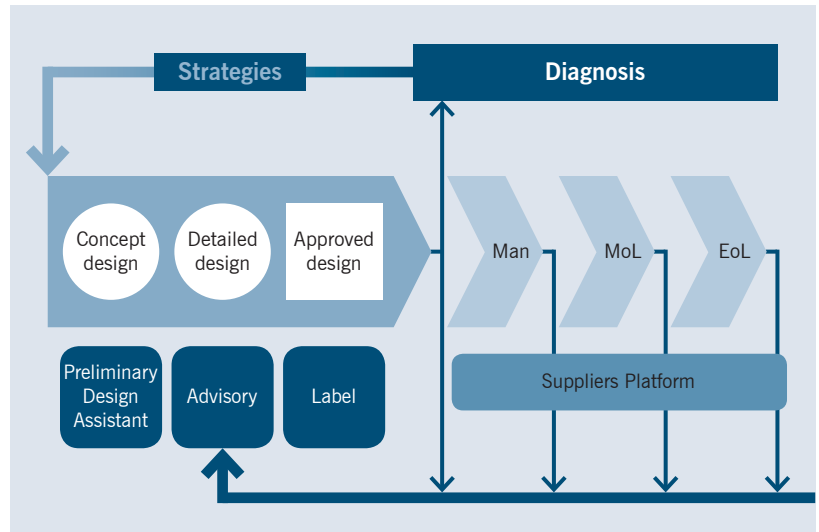 Strategies
Diagnosis
Concept
design
Detailed
design
Approved
design
Man
MoL
EoL
Preliminary
Design
Assistant
Advisory
Label
Suppliers Platform